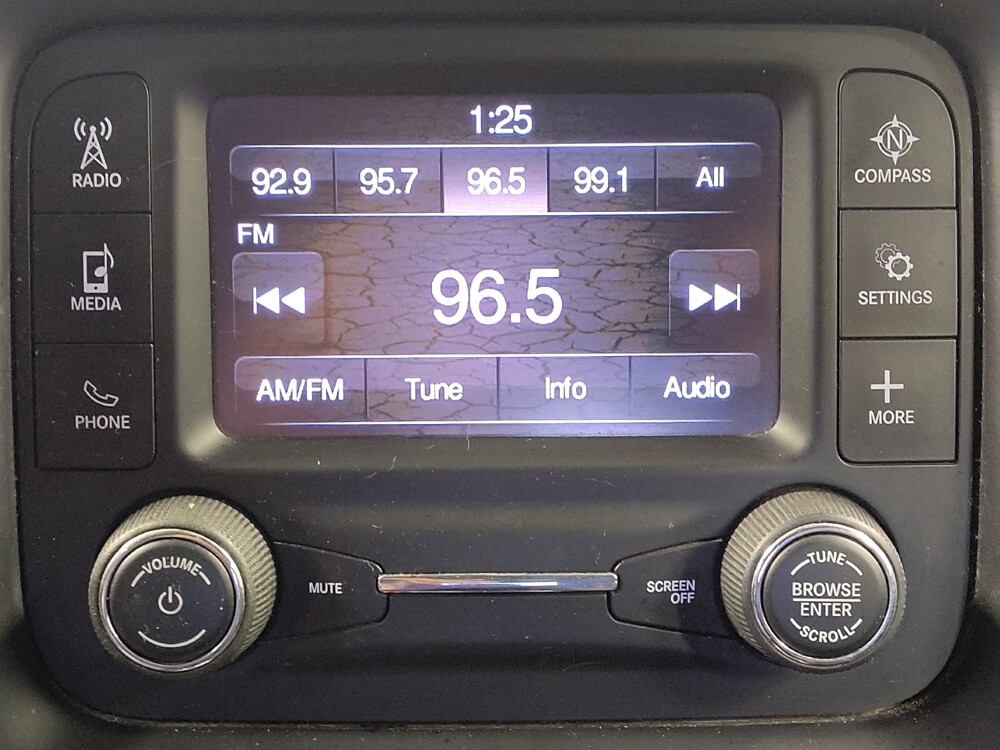 1:25
92.9 95.7 96.5 99.1 All
FM
96.5
AM/FM Tune Info Audio
RADIO
MEDIA
PHONE
N
COMPASS
SETTINGS
MORE
VOLUME
MUTE
SCREEN
OFF
TUNE
BROWSE
ENTER
SCROLL